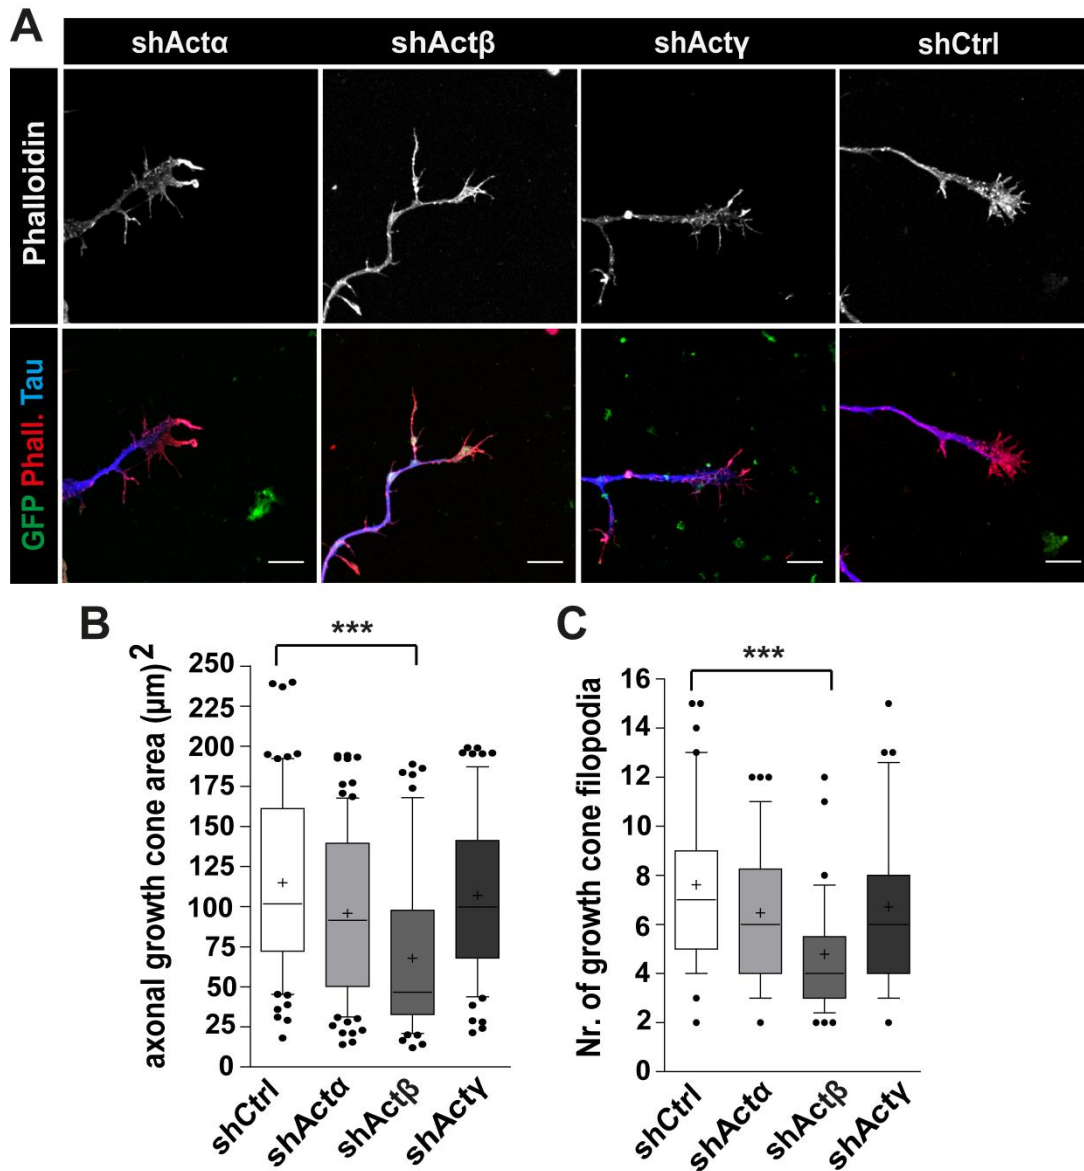 A
shActα shActβ shActγ shCtrl
Phalloidin
GFP Phall. Tau
B
***
axonal growth cone area (µm)²
250
225
200
175
150
125
100
75
50
25
0
shCtrl shActα shActβ shActγ
C
***
Nr. of growth cone filopodia
16
14
12
10
8
6
4
2
0
shCtrl shActα shActβ shActγ